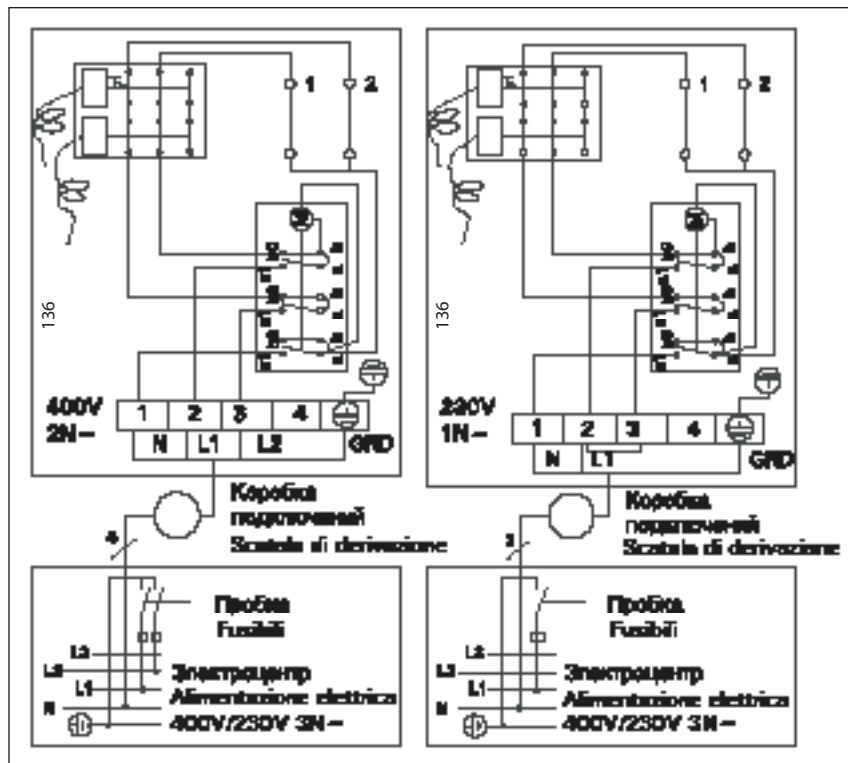 1 2
136
400V
2N~
1 2 3 4
N L1 L2 GRD
Коробка
подключений
Scatola di derivazione
4
Пробка
Fusibili
L3
L2
L1
N
Электроцентр
Alimentazione elettrica
400V/230V 3N~
1 2
136
230V
1N~
1 2 3 4
N L1 GRD
Коробка
подключений
Scatola di derivazione
3
Пробка
Fusibili
L3
L2
L1
N
Электроцентр
Alimentazione elettrica
400V/230V 3N~